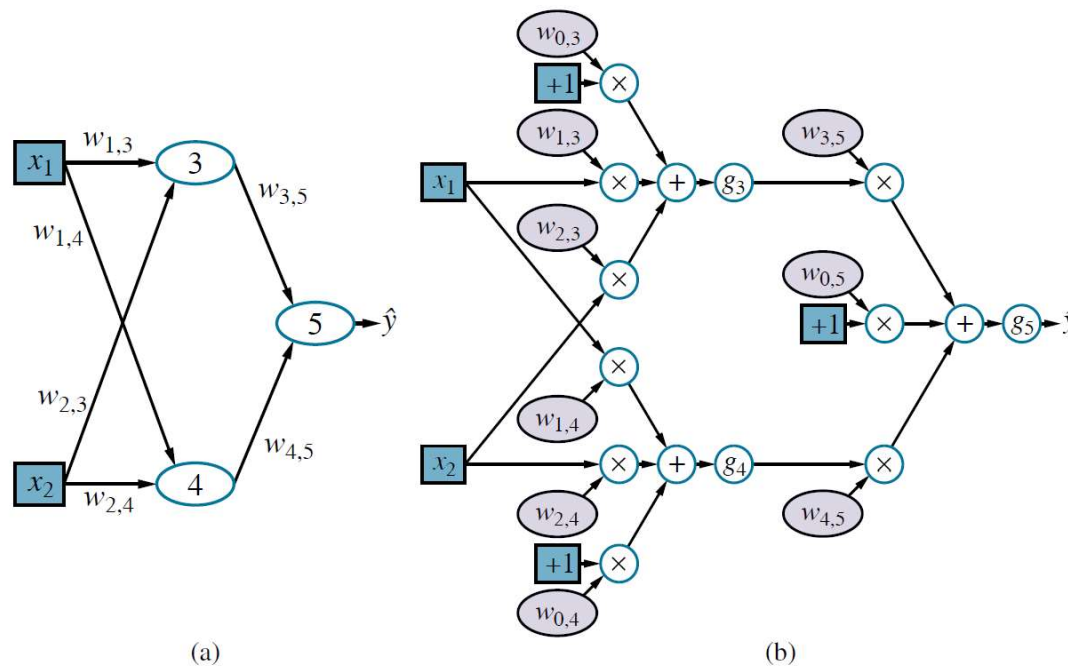 x₁
w₁,₃
3
w₃,₅
w₁,₄
5
ŷ
w₂,₃
w₄,₅
x₂
w₂,₄
4
(a)
w₀,₃
+1 ×
w₁,₃
w₃,₅
x₁ × + g₃ ×
w₂,₃
×
w₀,₅
+1 × + g₅
×
w₁,₄
x₂ × + g₄ ×
w₂,₄
w₄,₅
+1 ×
w₀,₄
(b)